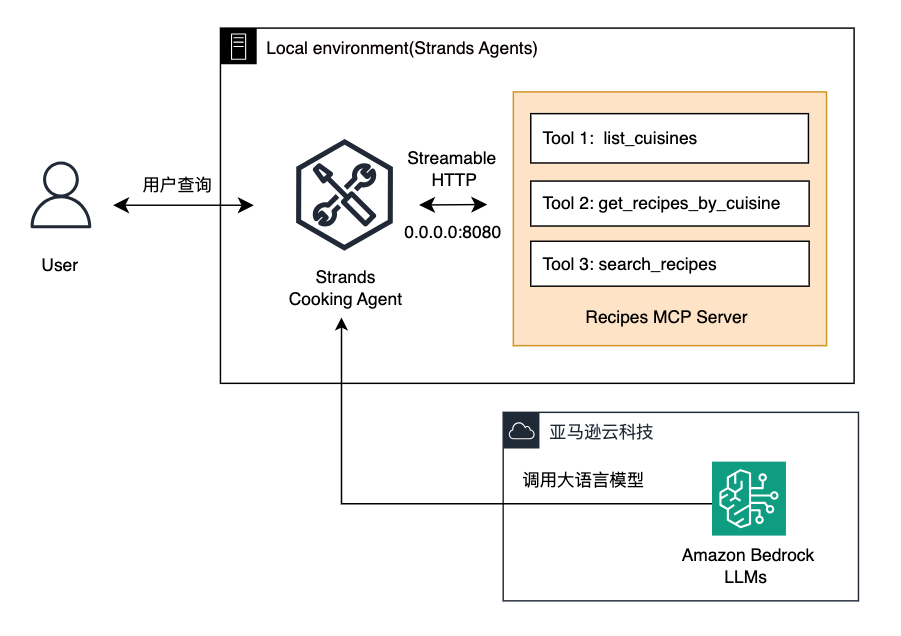 Local environment(Strands Agents)
用户查询
User
Strands
Cooking Agent
Streamable
HTTP
0.0.0.0:8080
Tool 1:  list_cuisines
Tool 2: get_recipes_by_cuisine
Tool 3: search_recipes
Recipes MCP Server
亚马逊云科技
调用大语言模型
Amazon Bedrock
LLMs